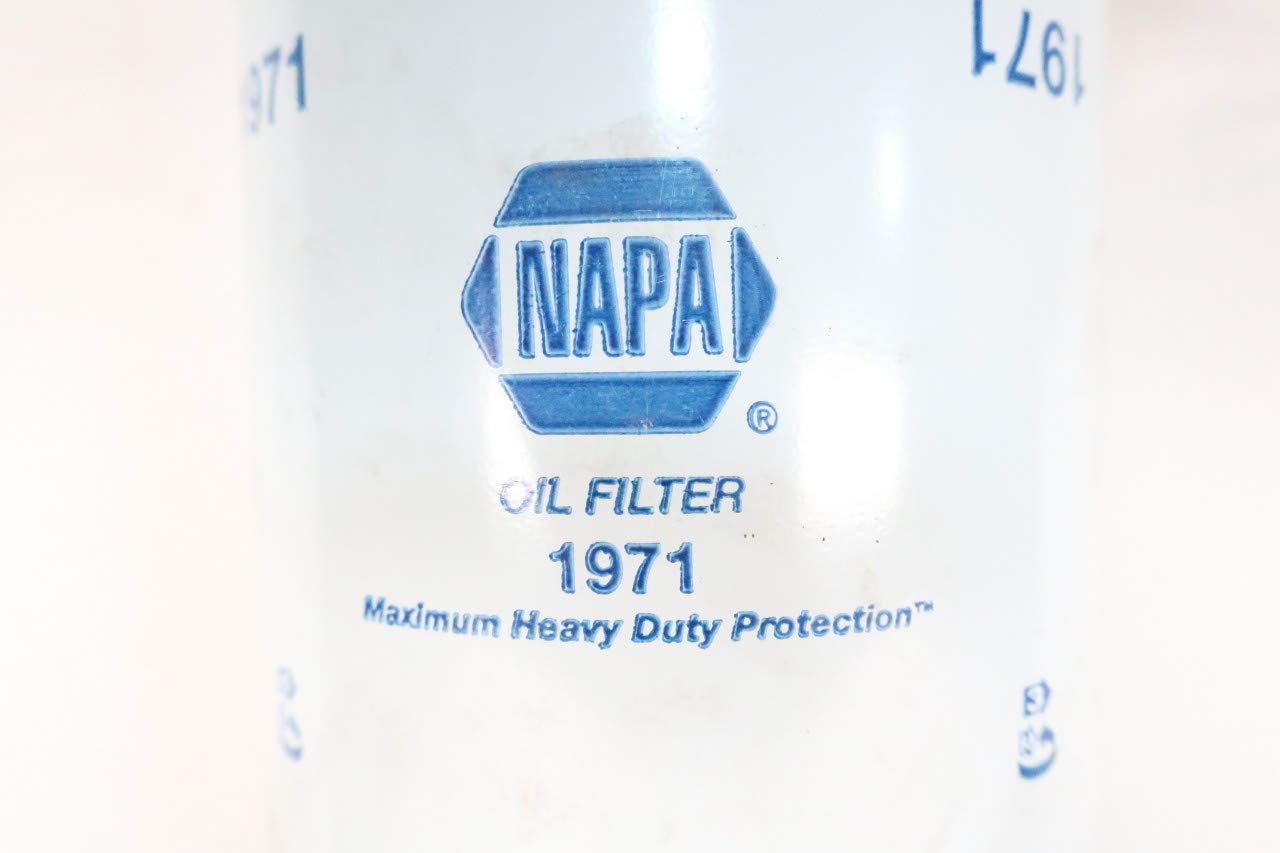 1971
1971
NAPA
®
OIL FILTER
1971
Maximum Heavy Duty Protection™